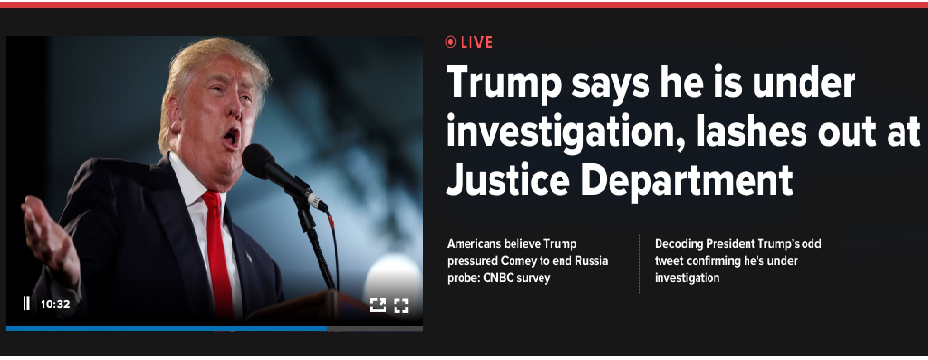 LIVE
Trump says he is under
investigation, lashes out at
Justice Department
Americans believe Trump
pressured Comey to end Russia
probe: CNBC survey
Decoding President Trump's odd
tweet confirming he's under
investigation
10:32